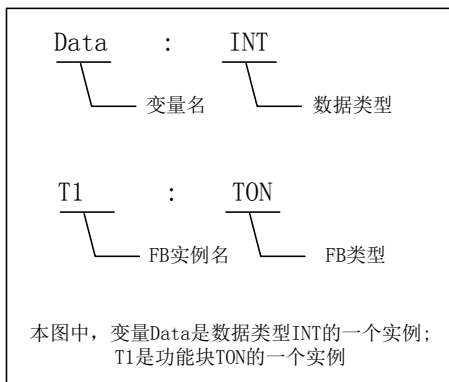 Data : INT
变量名 数据类型
T1 : TON
FB实例名 FB类型
本图中，变量Data是数据类型INT的一个实例;
T1是功能块TON的一个实例